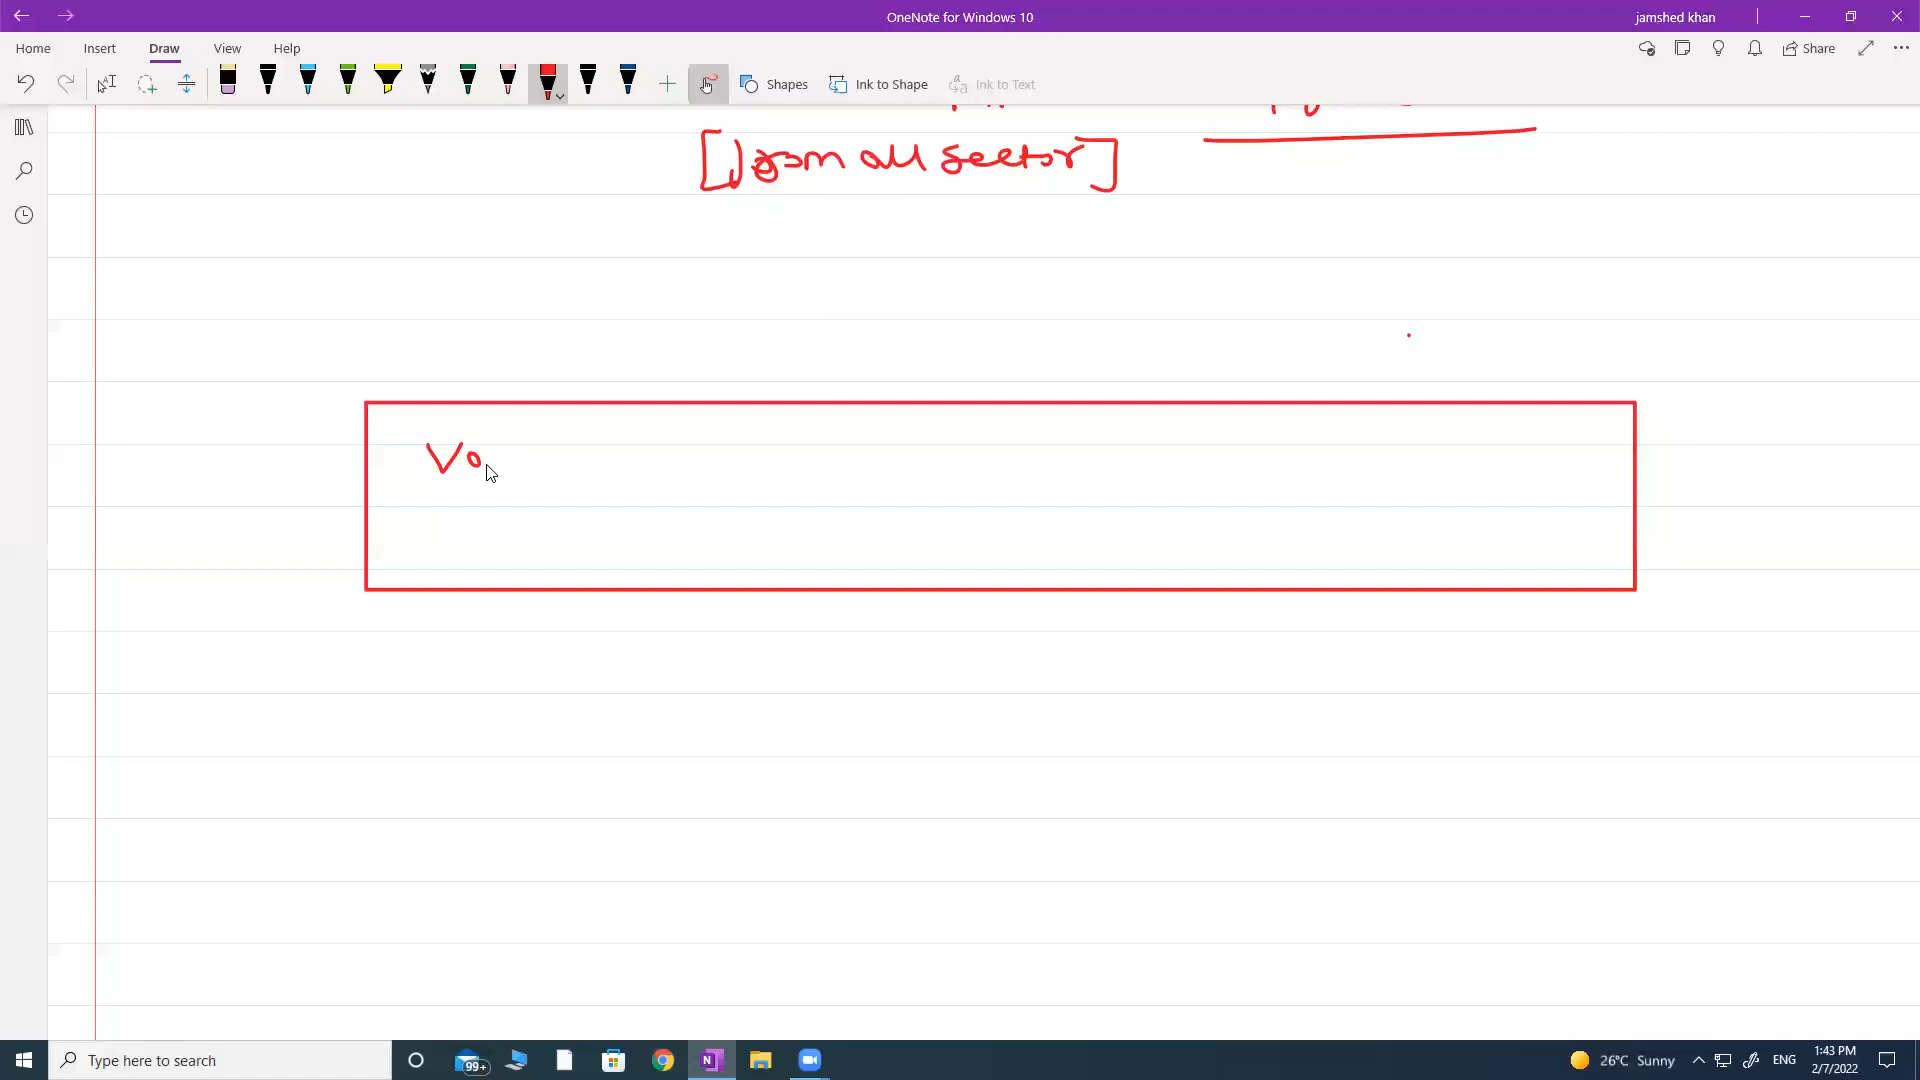 OneNote for Windows 10
jamshed khan
Home Insert Draw View Help
Share
Shapes Ink to Shape Ink to Text
[from all sector]
Vo
Type here to search
99+
N
26°C Sunny
ENG
1:43 PM
2/7/2022